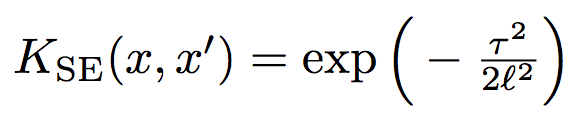 K_SE(x, x′) = exp(− τ²/2ℓ²)